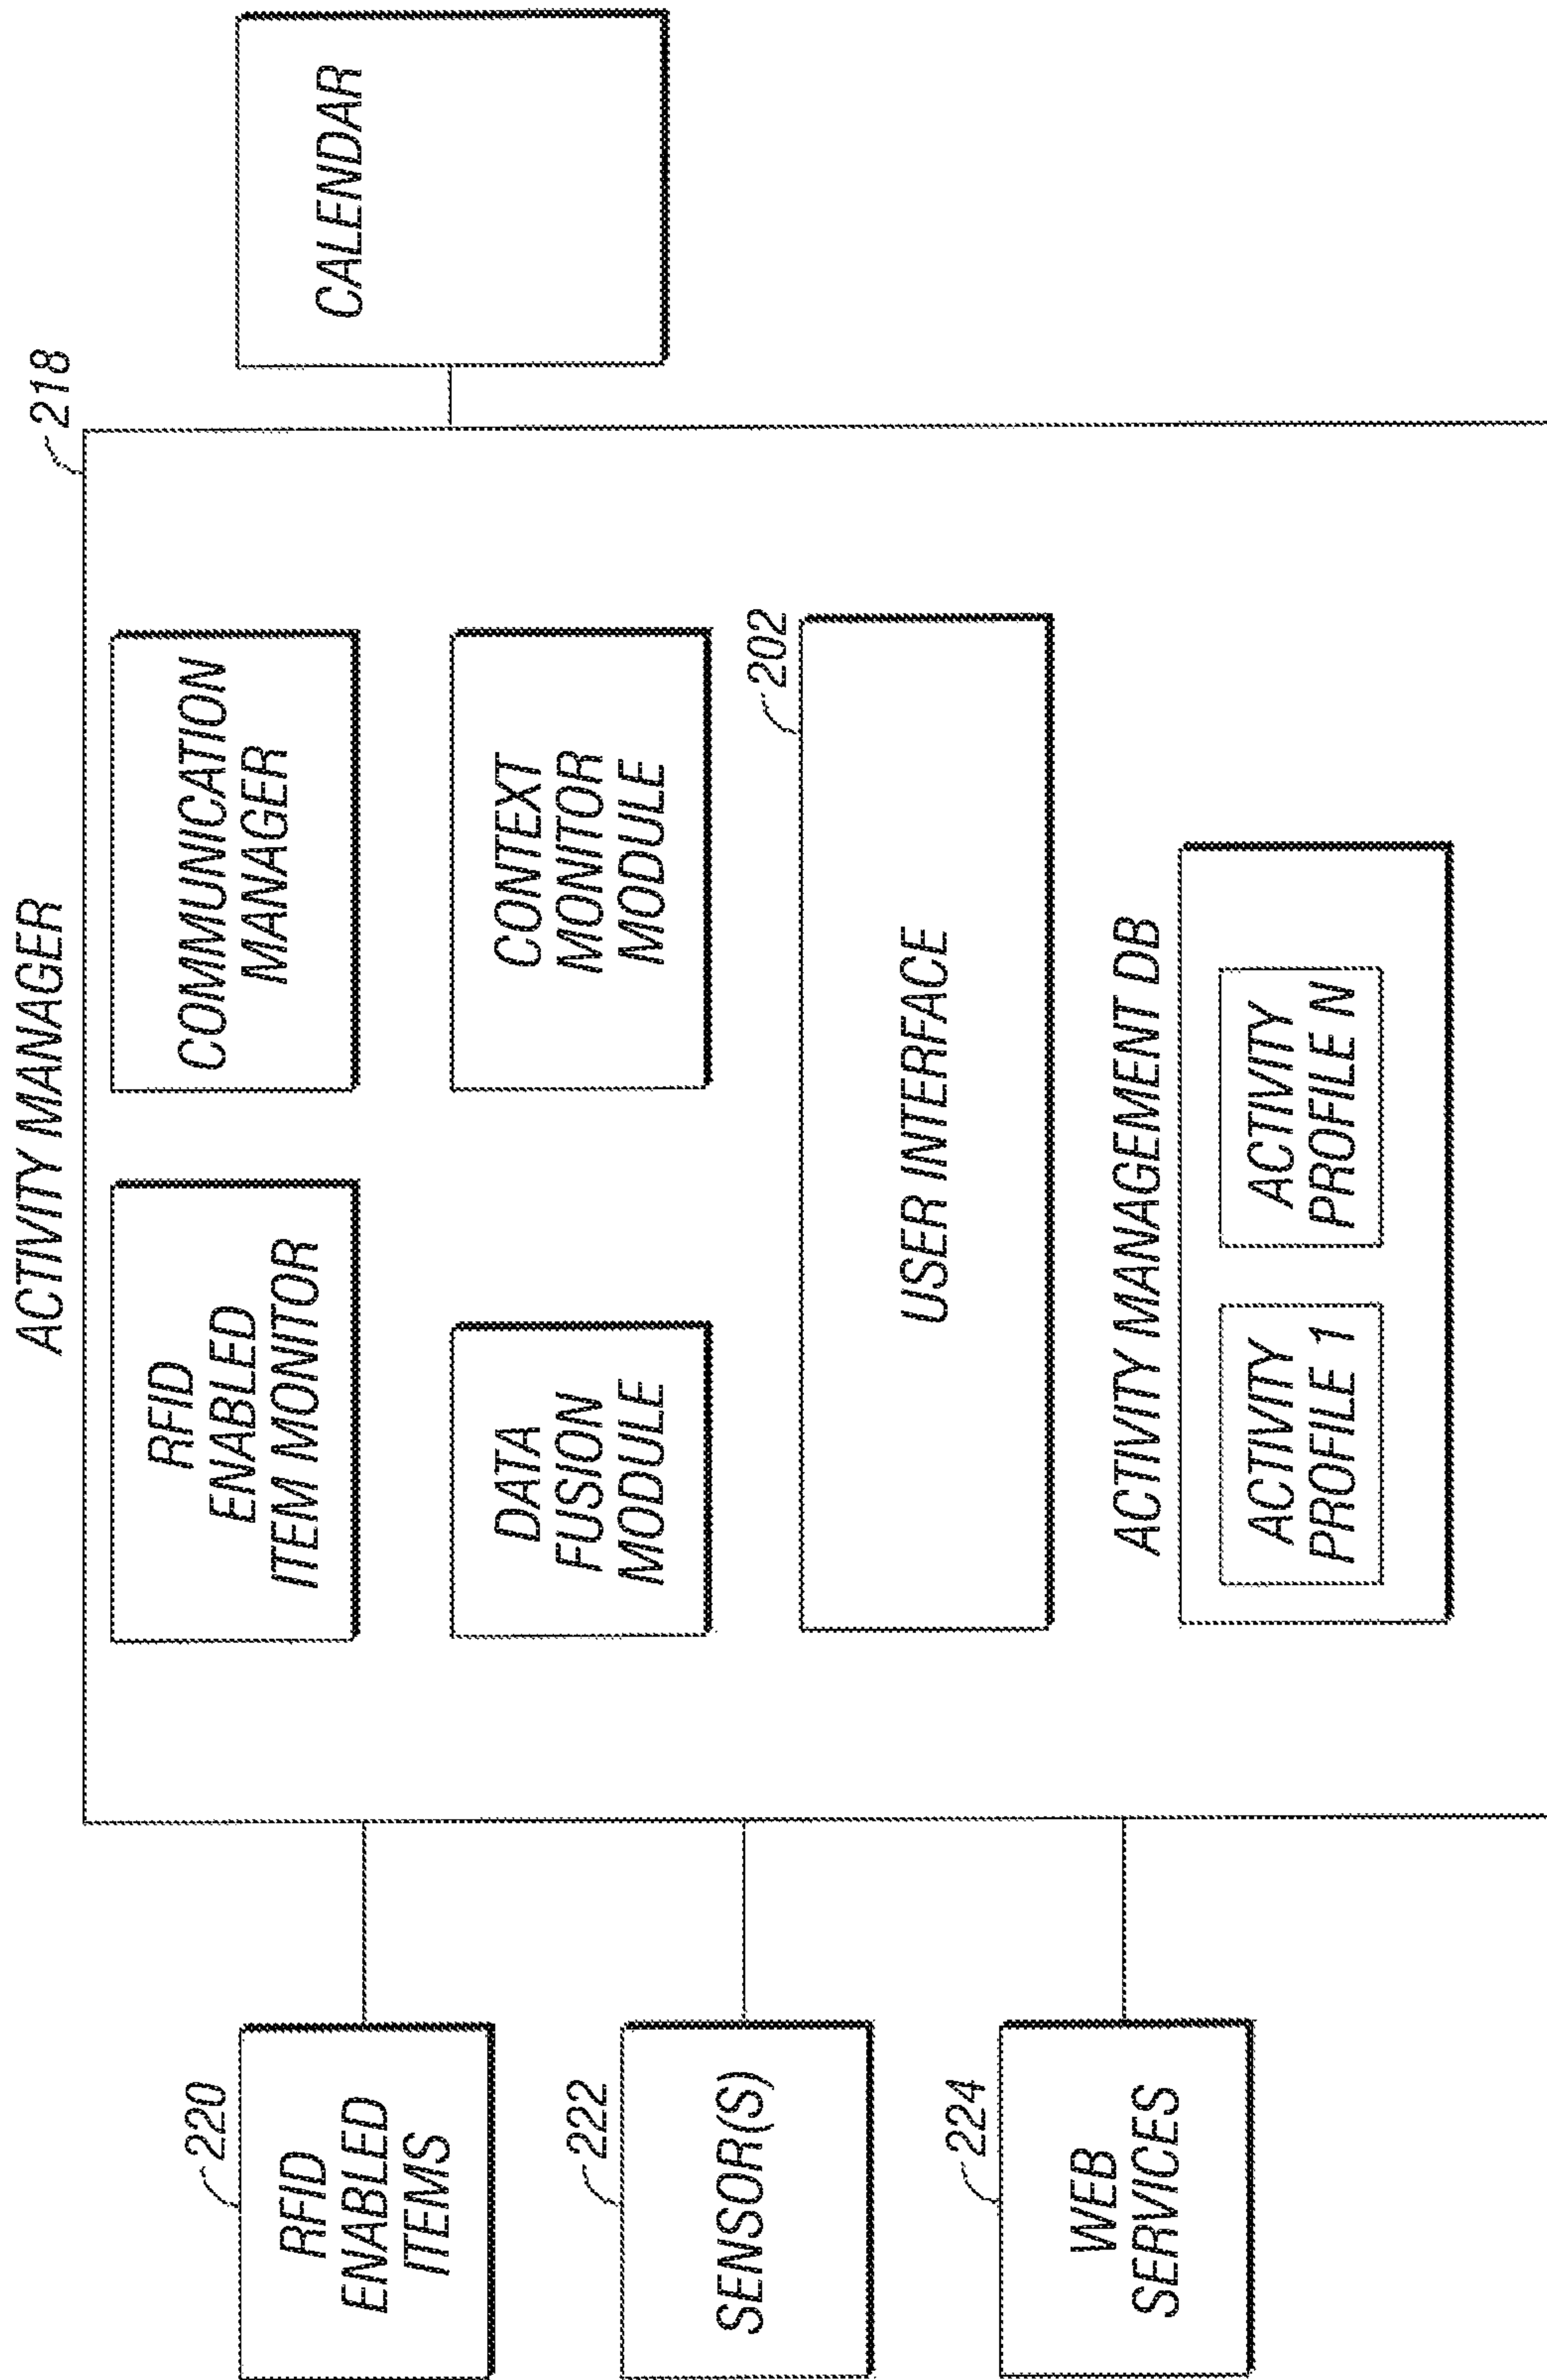 ACTIVITY MANAGER
218
RFID
ENABLED
ITEMS
220
SENSOR(S)
222
WEB
SERVICES
224
RFID
ENABLED
ITEM MONITOR
COMMUNICATION
MANAGER
DATA
FUSION
MODULE
CONTEXT
MONITOR
MODULE
USER INTERFACE
202
ACTIVITY MANAGEMENT DB
ACTIVITY
PROFILE 1
ACTIVITY
PROFILE N
CALENDAR